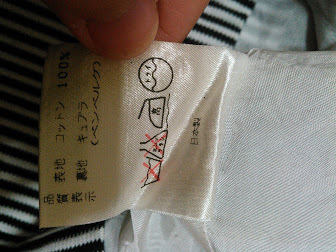 品質表示
表地 コットン 100%
裏地 キュプラ
(ベンベルグ)
日本製